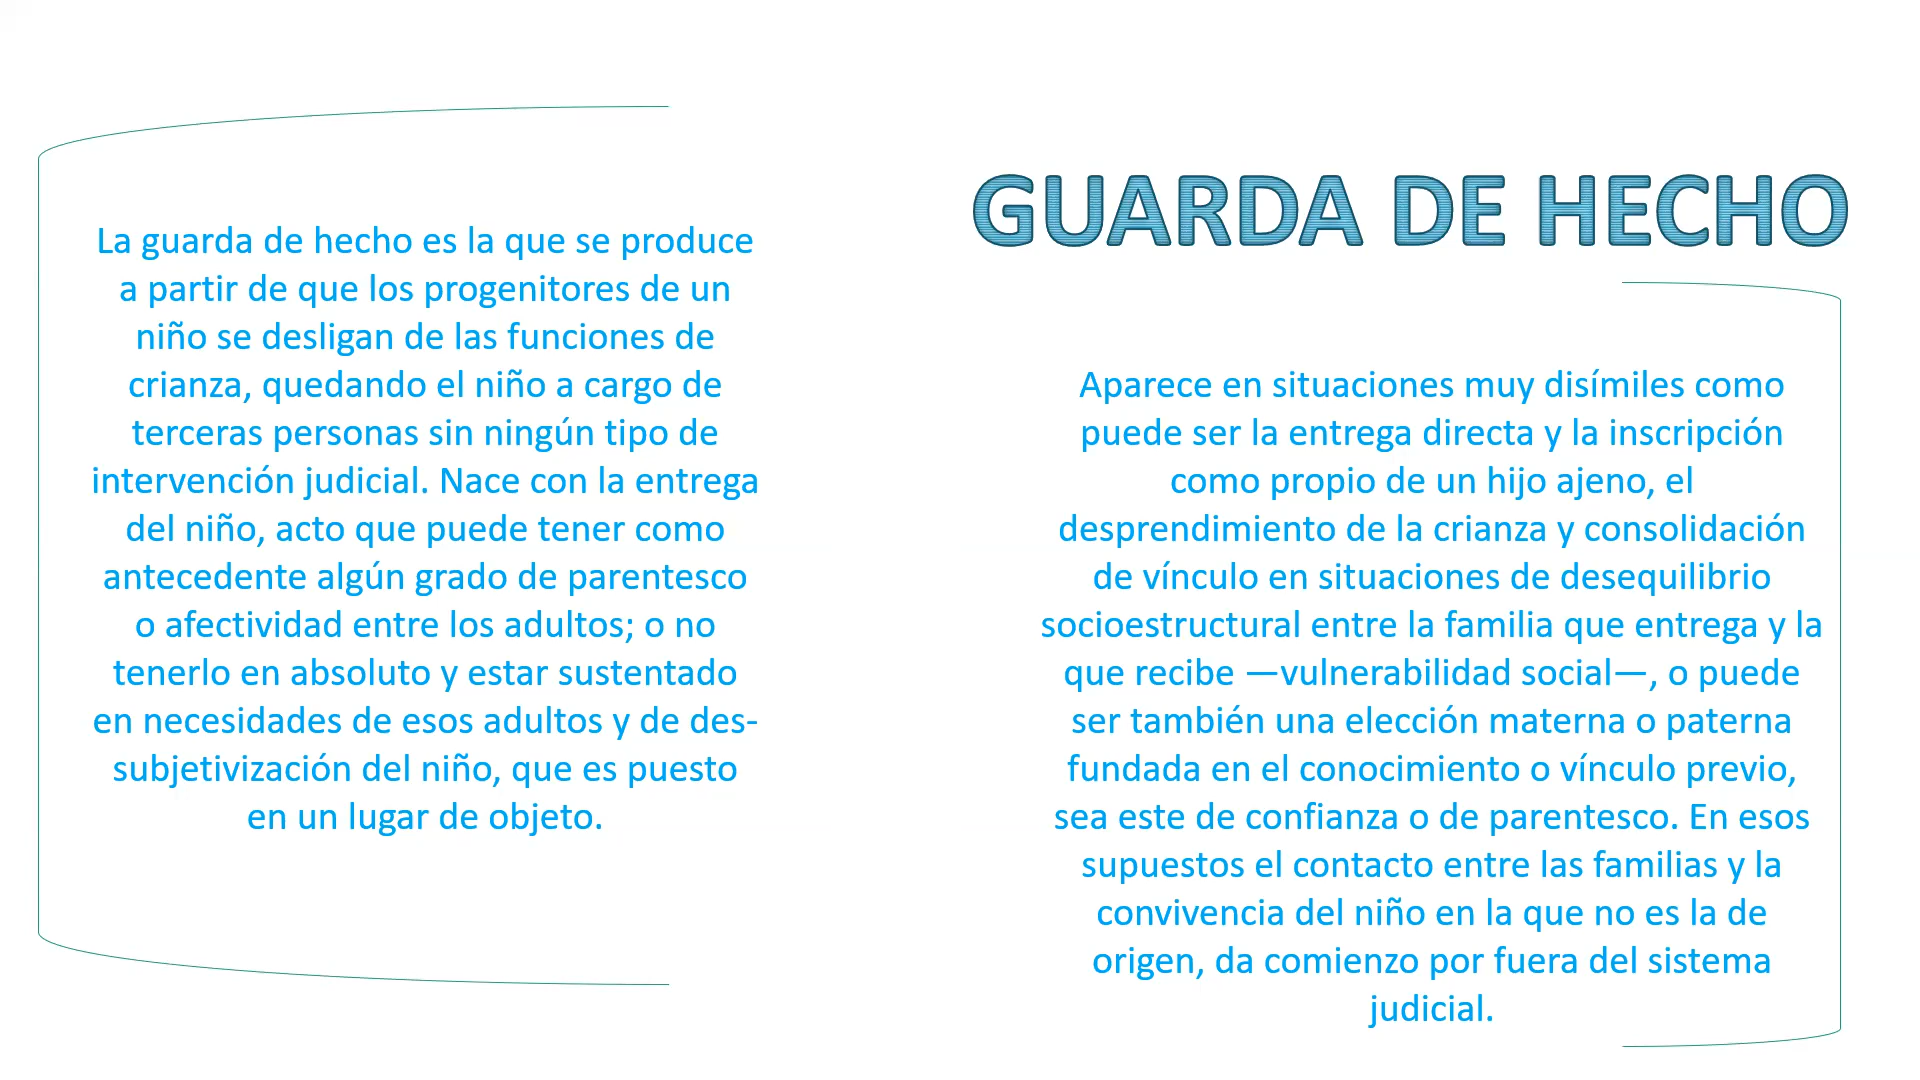 GUARDA DE HECHO
La guarda de hecho es la que se produce
a partir de que los progenitores de un
niño se desligan de las funciones de
crianza, quedando el niño a cargo de
terceras personas sin ningún tipo de
intervención judicial. Nace con la entrega
del niño, acto que puede tener como
antecedente algún grado de parentesco
o afectividad entre los adultos; o no
tenerlo en absoluto y estar sustentado
en necesidades de esos adultos y de des-
subjetivización del niño, que es puesto
en un lugar de objeto.
Aparece en situaciones muy disímiles como
puede ser la entrega directa y la inscripción
como propio de un hijo ajeno, el
desprendimiento de la crianza y consolidación
de vínculo en situaciones de desequilibrio
socioestructural entre la familia que entrega y la
que recibe —vulnerabilidad social—, o puede
ser también una elección materna o paterna
fundada en el conocimiento o vínculo previo,
sea este de confianza o de parentesco. En esos
supuestos el contacto entre las familias y la
convivencia del niño en la que no es la de
origen, da comienzo por fuera del sistema
judicial.